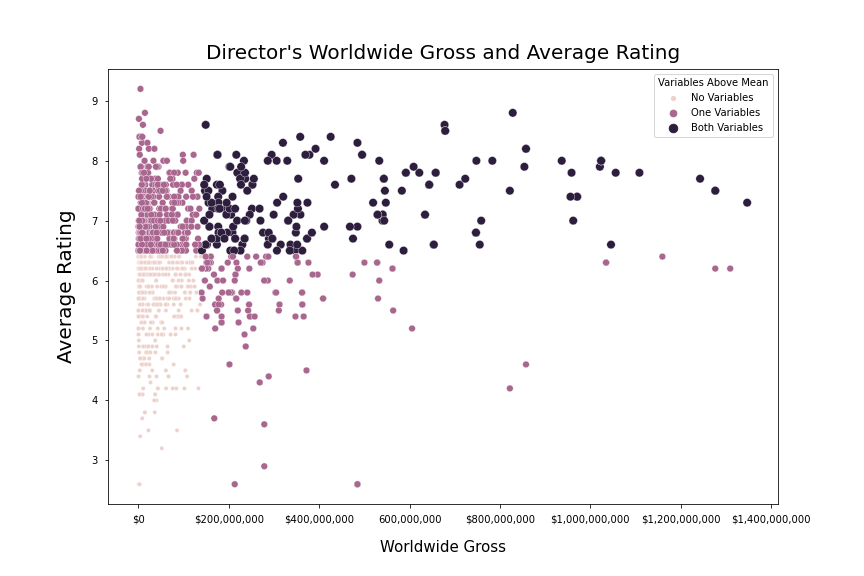 Director's Worldwide Gross and Average Rating
Variables Above Mean
No Variables
One Variables
Both Variables
Average Rating
9
8
7
6
5
4
3
$0
$200,000,000
$400,000,000
600,000,000
$800,000,000
$1,000,000,000
$1,200,000,000
$1,400,000,000
Worldwide Gross